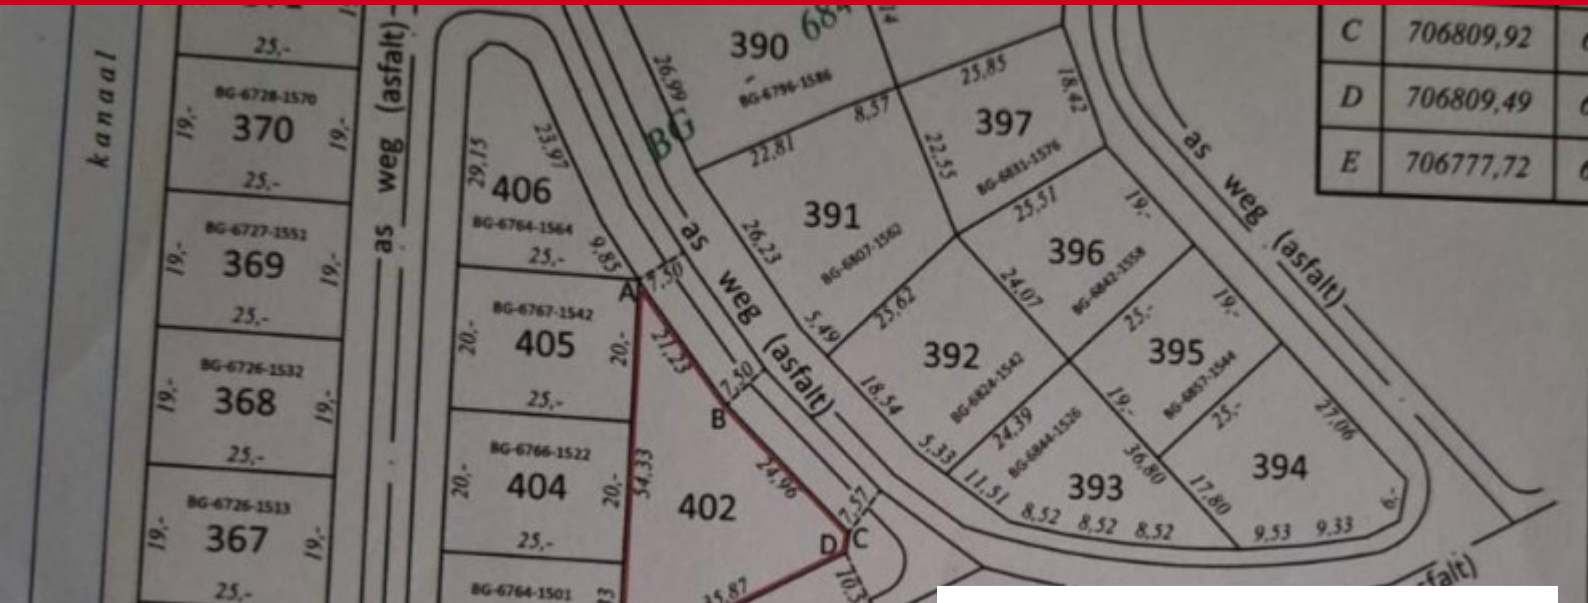 kanaal
25,-
BG-6728-1570
370
19,-
19,-
25,-
BG-6727-1551
369
19,-
19,-
25,-
BG-6726-1532
368
19,-
19,-
25,-
BG-6726-1513
367
19,-
19,-
25,-
as weg (asfalt)
29,15
23,97
406
BG-6764-1564
25,-
9,85
BG-6767-1542
405
20,-
20,-
25,-
BG-6766-1522
404
20,-
20,-
25,-
BG-6764-1501
A
7,50
21,23
B
7,50
54,33
24,96
402
7,57
C
D
35,87
390
BG-6796-1586
26,99
BG
as weg (asfalt)
22,81
8,57
391
BG-6807-1562
26,23
5,49
25,62
22,55
25,85
18,42
397
BG-6831-1576
25,51
19,-
396
BG-6842-1558
24,07
25,-
19,-
395
BG-6857-1544
19,-
25,-
392
BG-6824-1542
18,54
5,33
24,39
BG-6844-1526
393
36,80
11,51
8,52 8,52 8,52
17,80
394
27,06
6,-
9,53 9,33
as weg (asfalt)
C 706809,92
D 706809,49
E 706777,72